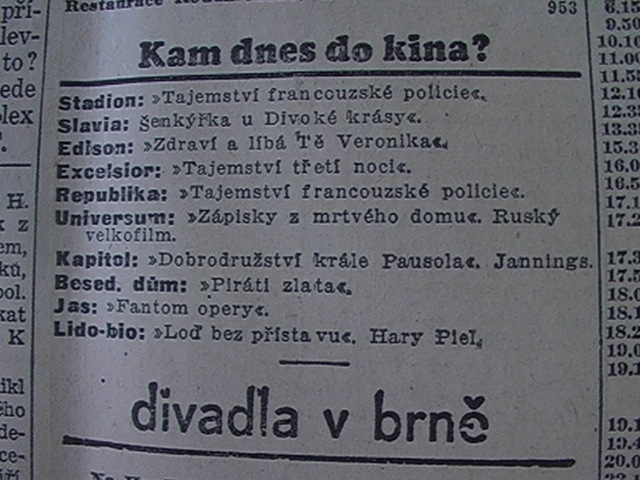 953
Kam dnes do kina?
Stadion: »Tajemství francouzské policie«.
Slavia: Šenkýřka u Divoké krásy«.
Edison: »Zdraví a líbá Tě Veronika«.
Excelsior: »Tajemství třetí noci«.
Republika: »Tajemství francouzské policie«.
Universum: »Zápisky z mrtvého domu«. Ruský
velkofilm.
Kapitol: »Dobrodružství krále Pausola«. Jannings.
Besed. dům: »Piráti zlata«.
Jas: »Fantom opery«.
Lido-bio: »Loď bez přístavu«. Hary Piel.
divadla v brně